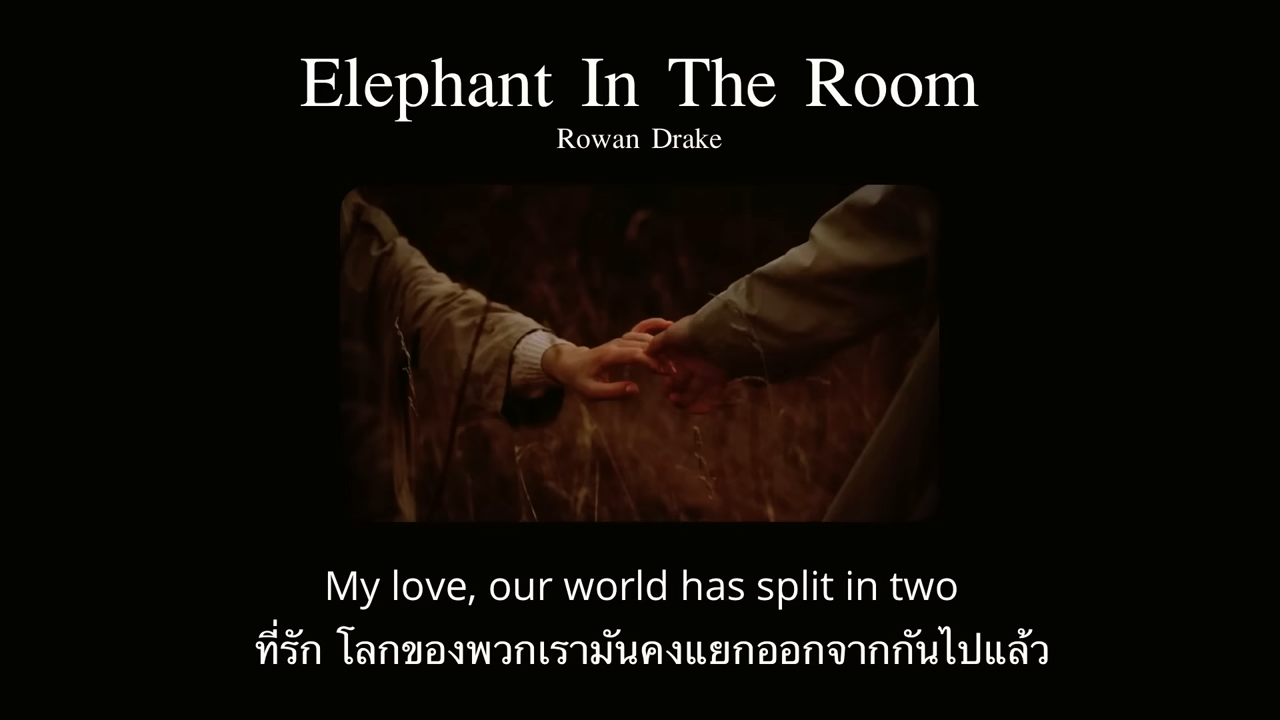 Elephant In The Room
Rowan Drake
My love, our world has split in two
ที่รัก โลกของพวกเรามันคงแยกออกจากกันไปแล้ว